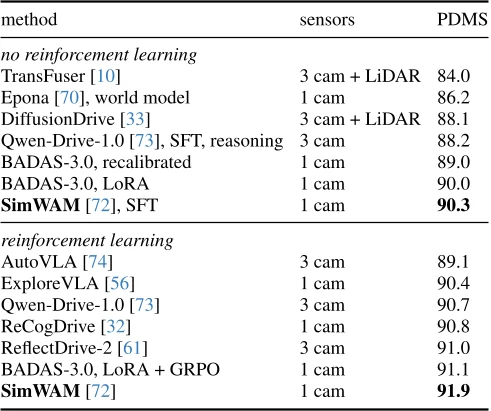 method sensors PDMS
no reinforcement learning
TransFuser [10] 3 cam + LiDAR 84.0
Epona [70], world model 1 cam 86.2
DiffusionDrive [33] 3 cam + LiDAR 88.1
Qwen-Drive-1.0 [73], SFT, reasoning 3 cam 88.2
BADAS-3.0, recalibrated 1 cam 89.0
BADAS-3.0, LoRA 1 cam 90.0
SimWAM [72], SFT 1 cam 90.3
reinforcement learning
AutoVLA [74] 3 cam 89.1
ExploreVLA [56] 1 cam 90.4
Qwen-Drive-1.0 [73] 3 cam 90.7
ReCogDrive [32] 1 cam 90.8
ReflectDrive-2 [61] 3 cam 91.0
BADAS-3.0, LoRA + GRPO 1 cam 91.1
SimWAM [72] 1 cam 91.9